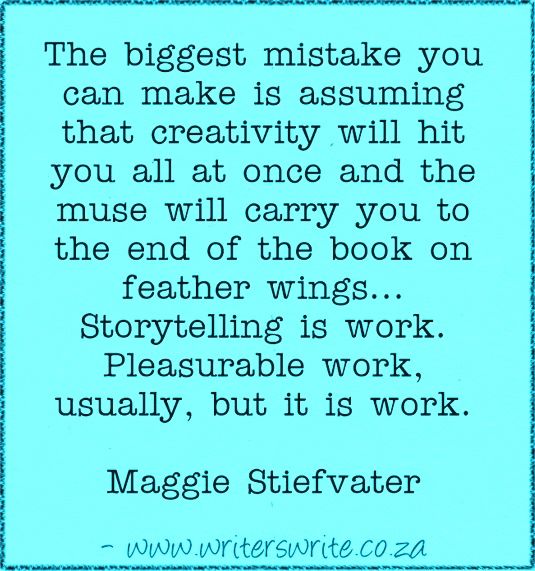 The biggest mistake you
can make is assuming
that creativity will hit
you all at once and the
muse will carry you to
the end of the book on
feather wings...
Storytelling is work.
Pleasurable work,
usually, but it is work.
Maggie Stiefvater
- www.writerswrite.co.za